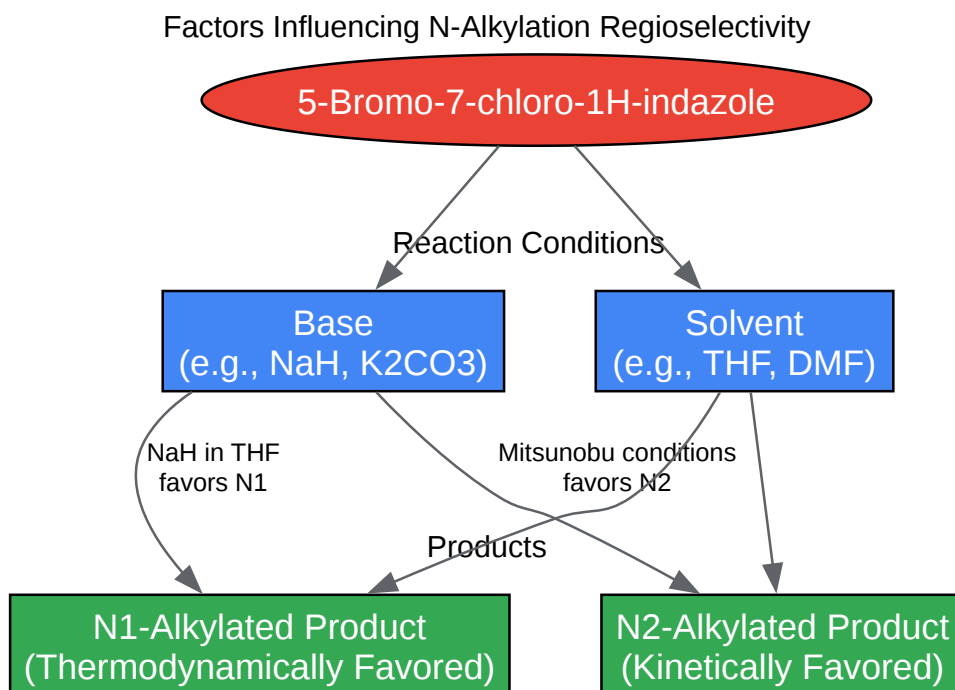 Factors Influencing N-Alkylation Regioselectivity
5-Bromo-7-chloro-1H-indazole
Reaction Conditions
Base
(e.g., NaH, K2CO3)
Solvent
(e.g., THF, DMF)
NaH in THF
favors N1
Mitsunobu conditions
favors N2
Products
N1-Alkylated Product
(Thermodynamically Favored)
N2-Alkylated Product
(Kinetically Favored)